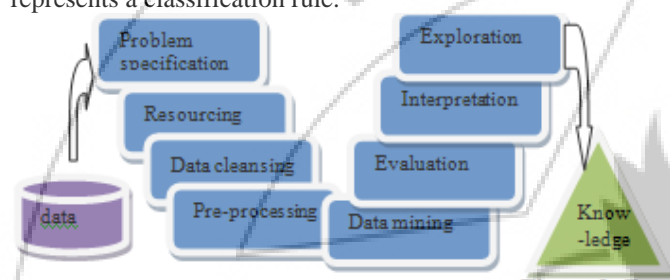 represents a classification rule.
data
Problem
specification
Resourcing
Data cleansing
Pre-processing
Data mining
Evaluation
Interpretation
Exploration
Know
-ledge